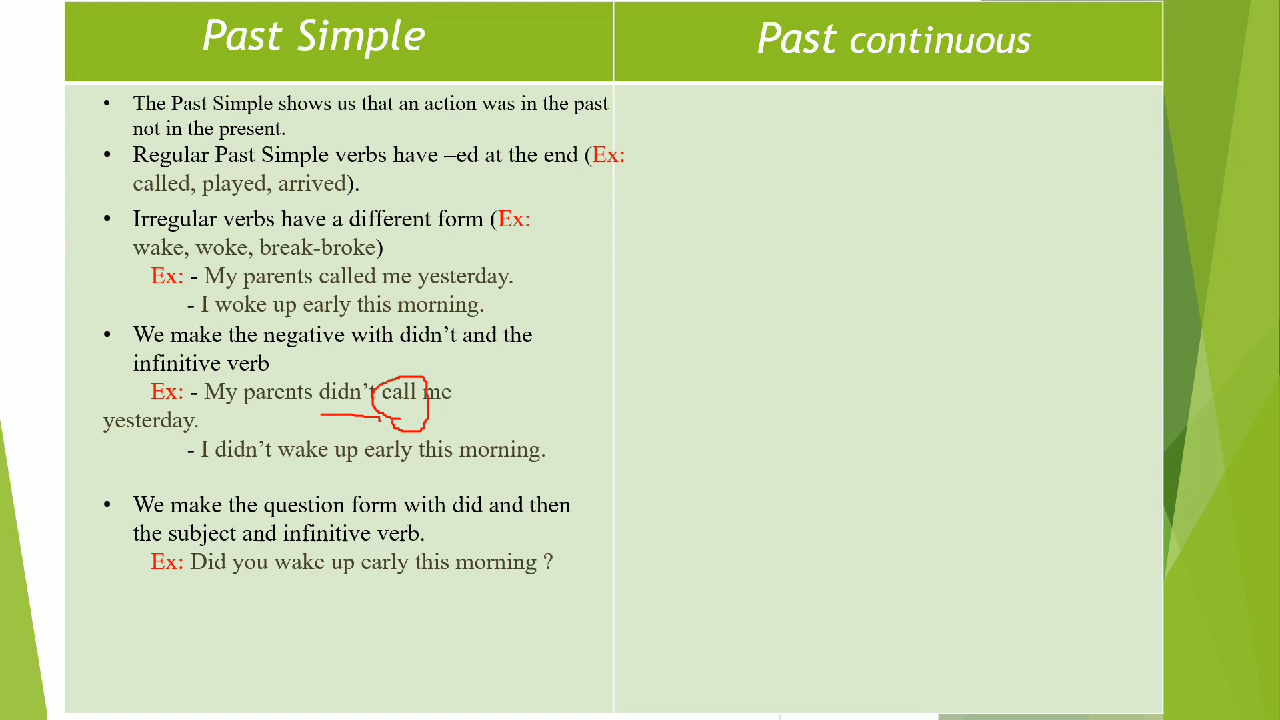 Past Simple
Past continuous
• The Past Simple shows us that an action was in the past
not in the present.
• Regular Past Simple verbs have –ed at the end (Ex:
called, played, arrived).
• Irregular verbs have a different form (Ex:
wake, woke, break-broke)
Ex: - My parents called me yesterday.
- I woke up early this morning.
• We make the negative with didn’t and the
infinitive verb
Ex: - My parents didn’t call me
yesterday.
- I didn’t wake up early this morning.
• We make the question form with did and then
the subject and infinitive verb.
Ex: Did you wake up early this morning ?